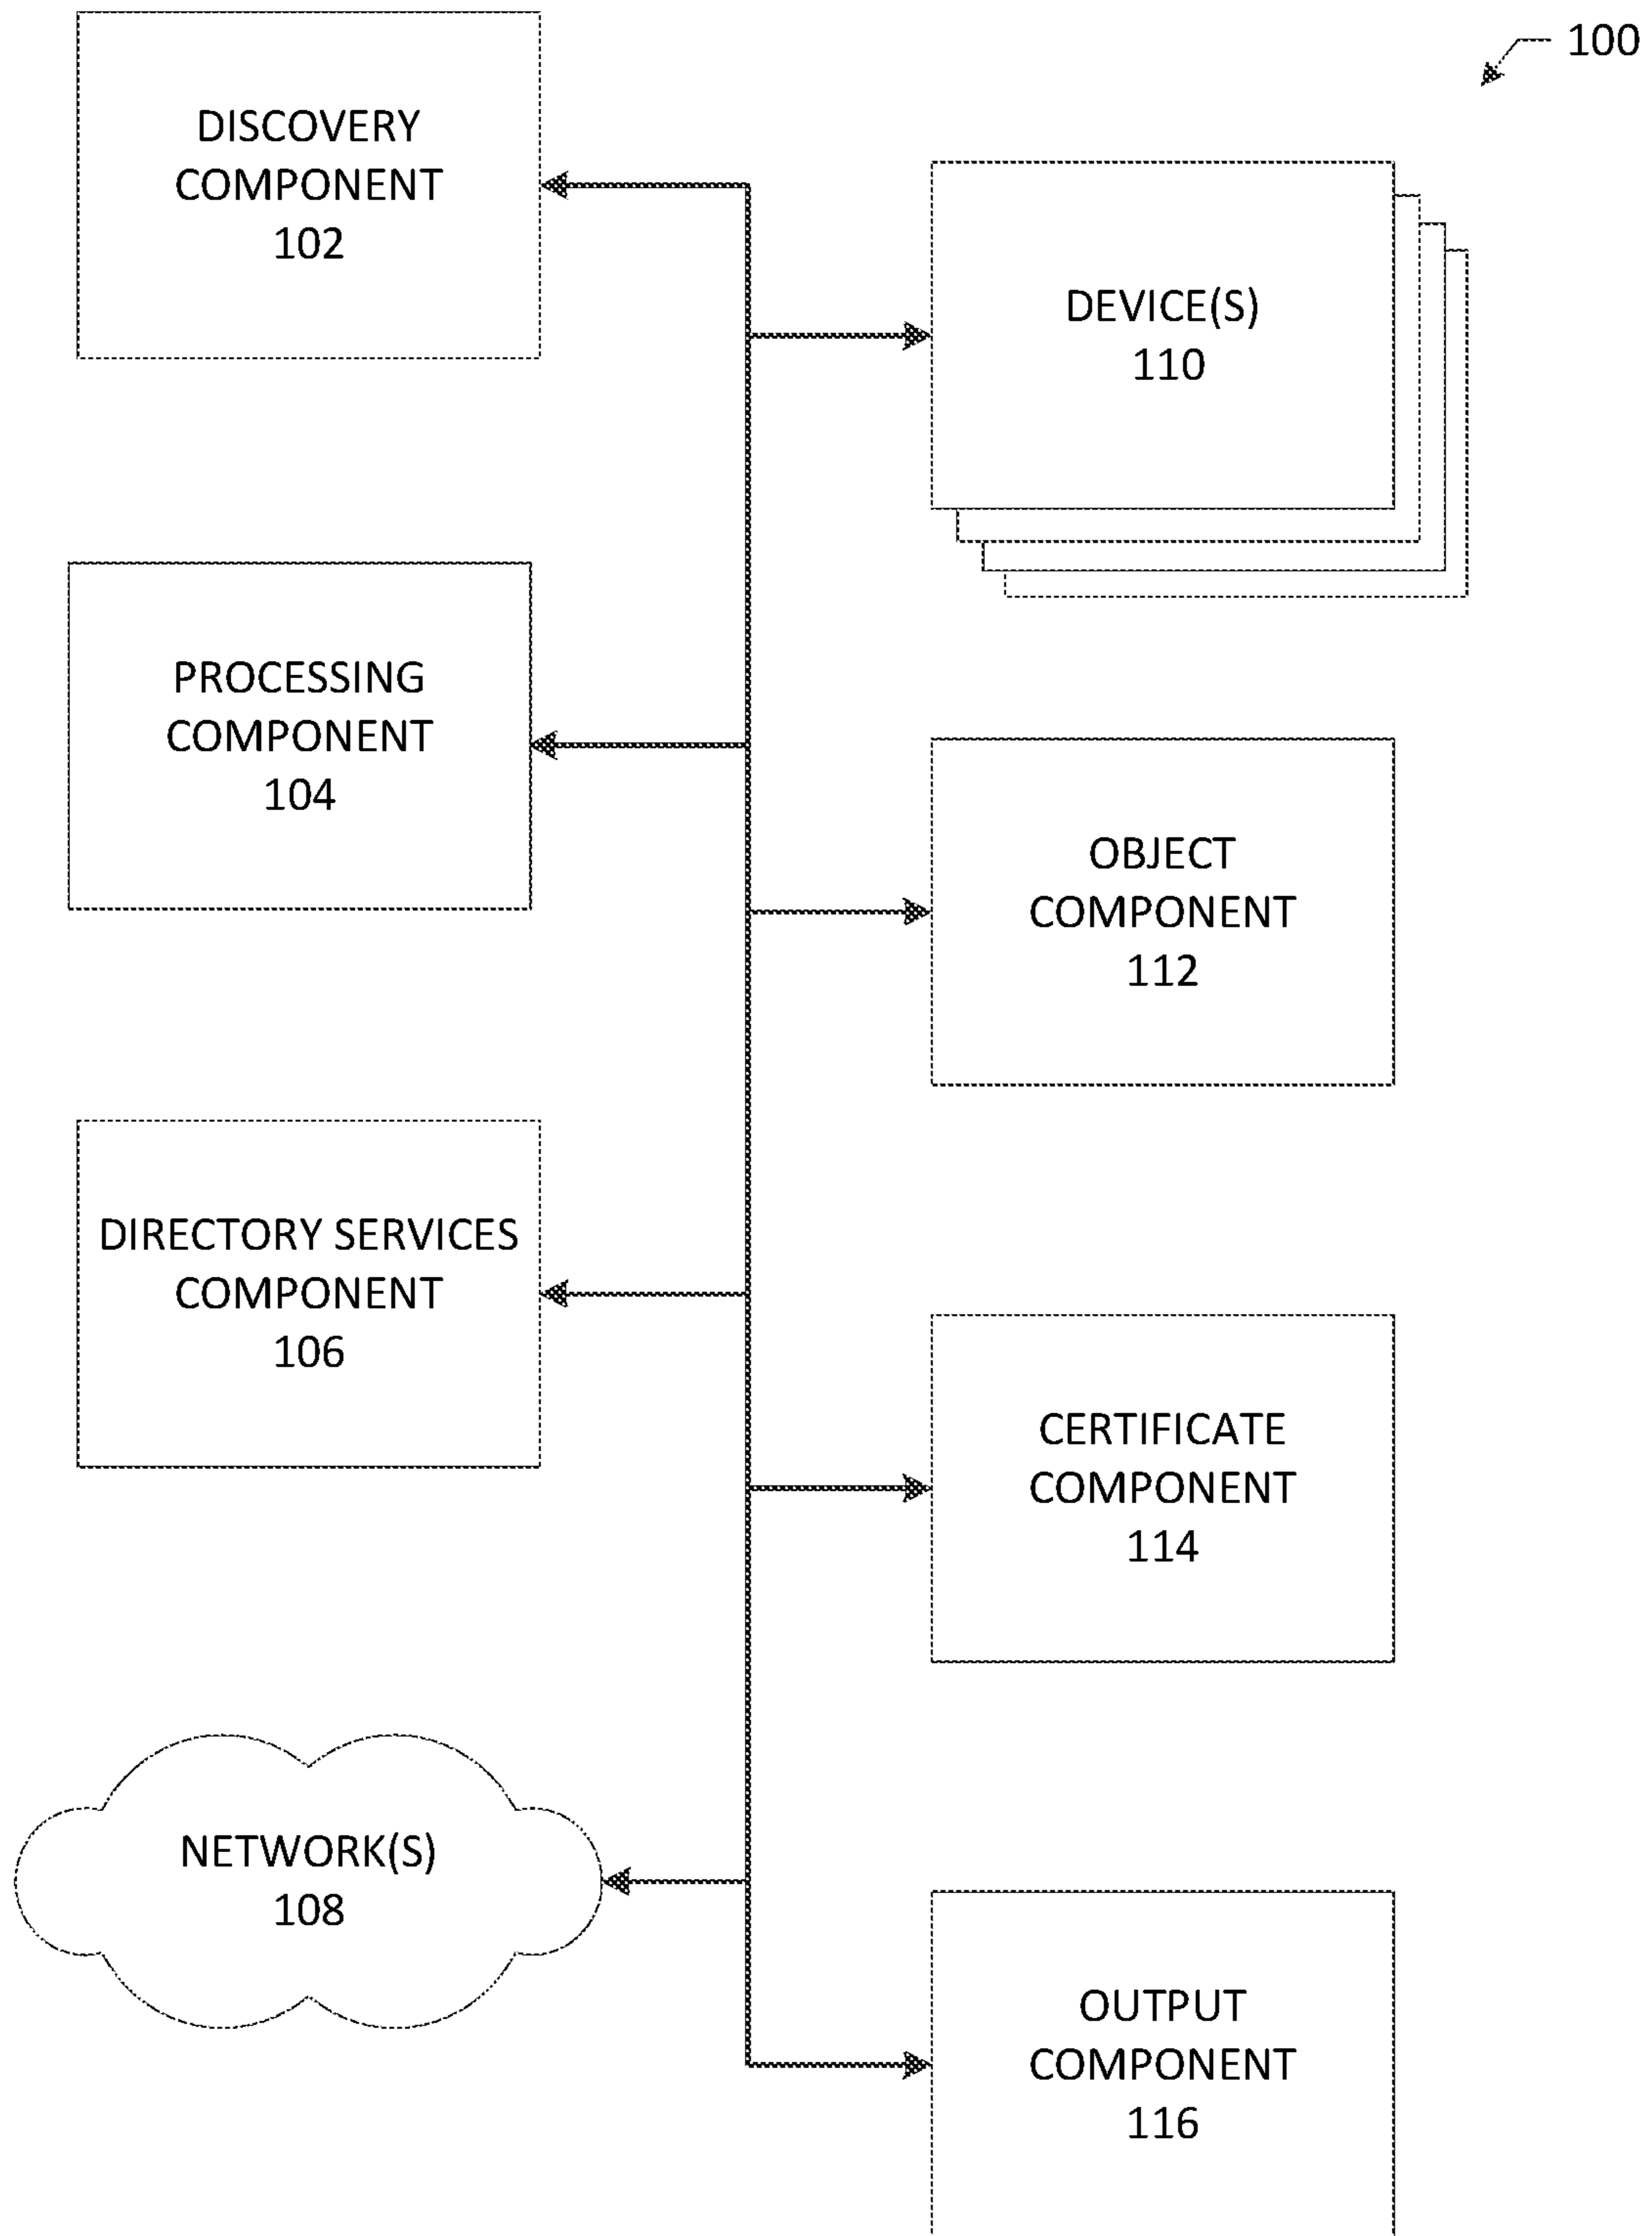 100
DISCOVERY
COMPONENT
102
DEVICE(S)
110
PROCESSING
COMPONENT
104
OBJECT
COMPONENT
112
DIRECTORY SERVICES
COMPONENT
106
CERTIFICATE
COMPONENT
114
NETWORK(S)
108
OUTPUT
COMPONENT
116